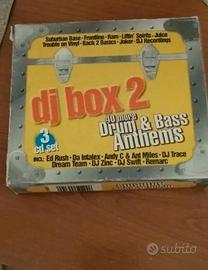 Suburban Base • Frontline • Ram • Liftin' Spirits • Juice
Trouble on Vinyl • Back 2 Basics • Joker • DJ Recordings
dj box 2
3
cd set
40 more
Drum & Bass
Anthems
INCL: Ed Rush • Da Intalex • Andy C & Ant Miles • DJ Trace
Dream Team • DJ Zinc • DJ Swift • Remarc
subito